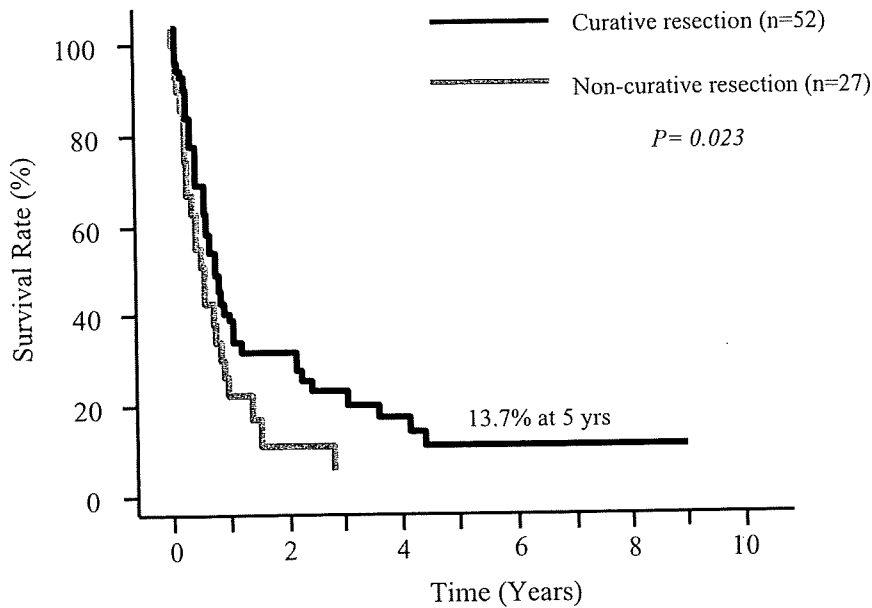 Curative resection (n=52)
Non-curative resection (n=27)
P= 0.023
Survival Rate (%)
100
80
60
40
20
0
13.7% at 5 yrs
0 2 4 6 8 10
Time (Years)